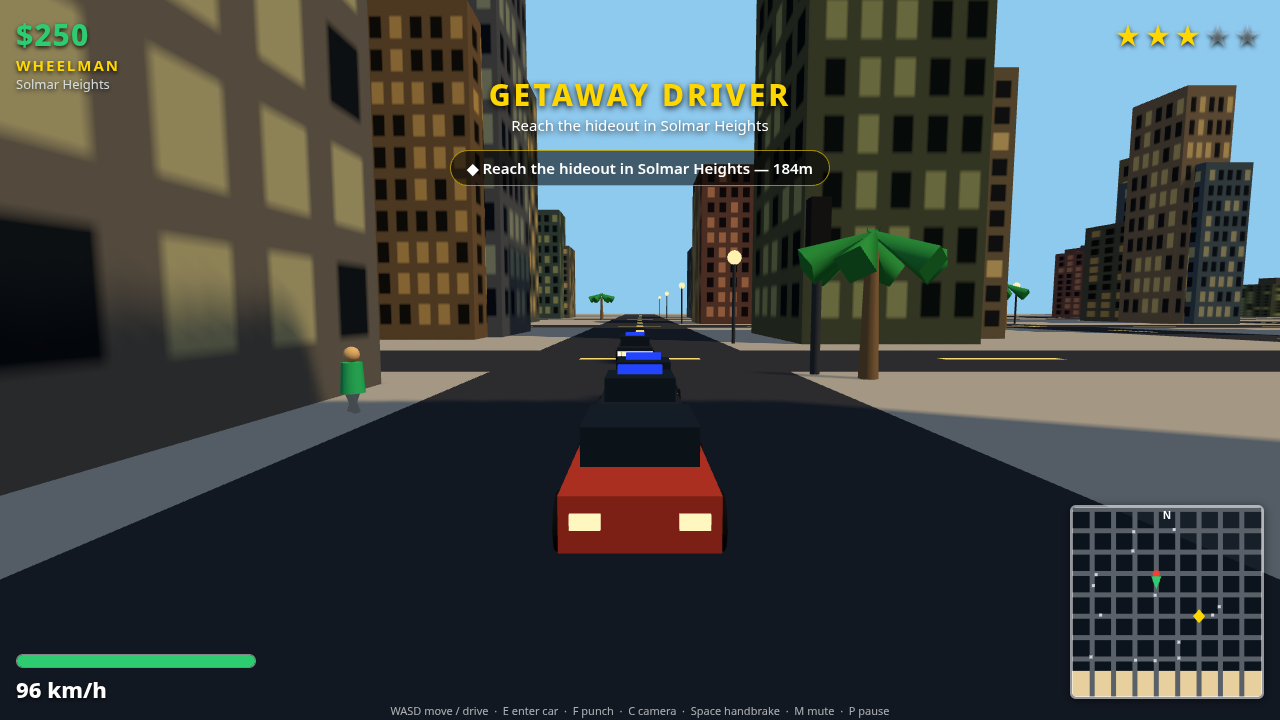 $250
WHEELMAN
Solmar Heights
★ ★ ★ ★ ★
GETAWAY DRIVER
Reach the hideout in Solmar Heights
◆ Reach the hideout in Solmar Heights — 184m
N
96 km/h
WASD move / drive · E enter car · F punch · C camera · Space handbrake · M mute · P pause